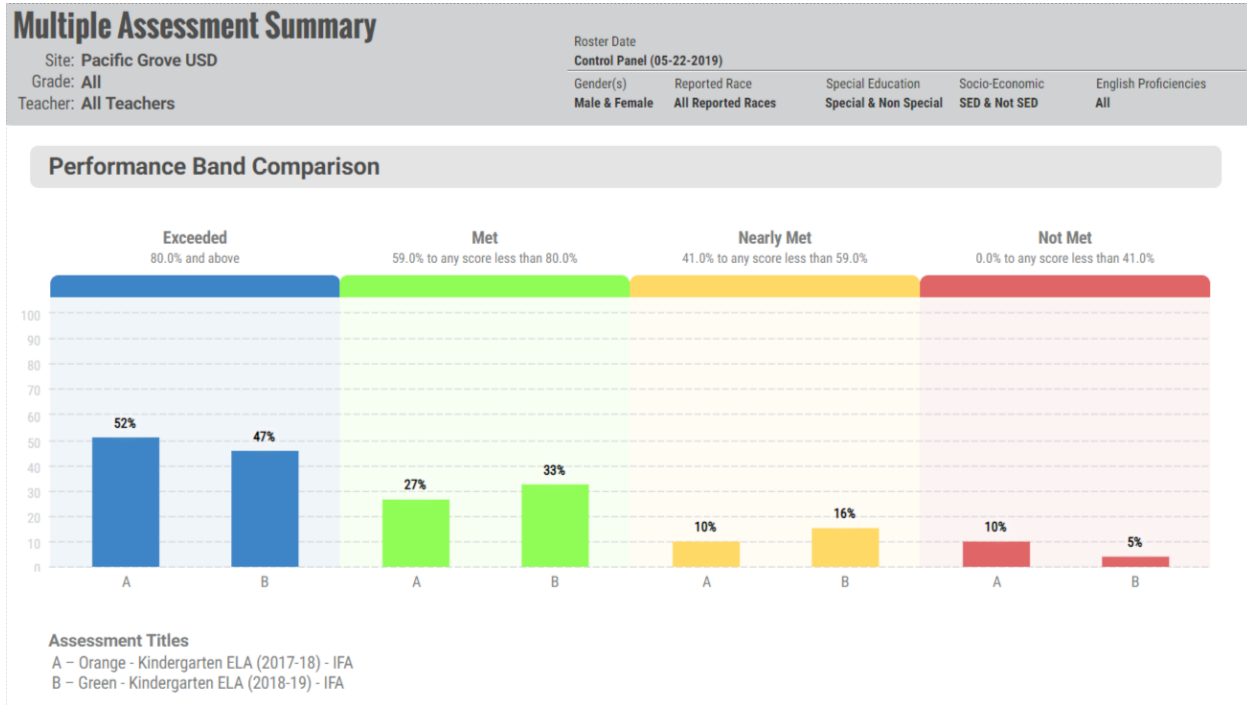 Multiple Assessment Summary
Site: Pacific Grove USD
Grade: All
Teacher: All Teachers
Roster Date
Control Panel (05-22-2019)
Gender(s) Reported Race Special Education Socio-Economic English Proficiencies
Male & Female All Reported Races Special & Non Special SED & Not SED All
Performance Band Comparison
Exceeded Met Nearly Met Not Met
80.0% and above 59.0% to any score less than 80.0% 41.0% to any score less than 59.0% 0.0% to any score less than 41.0%
100
90
80
70
60
50
40
30
20
10
0
52% 47% 27% 33% 10% 16% 10% 5%
A B A B A B A B
Assessment Titles
A – Orange - Kindergarten ELA (2017-18) - IFA
B – Green - Kindergarten ELA (2018-19) - IFA